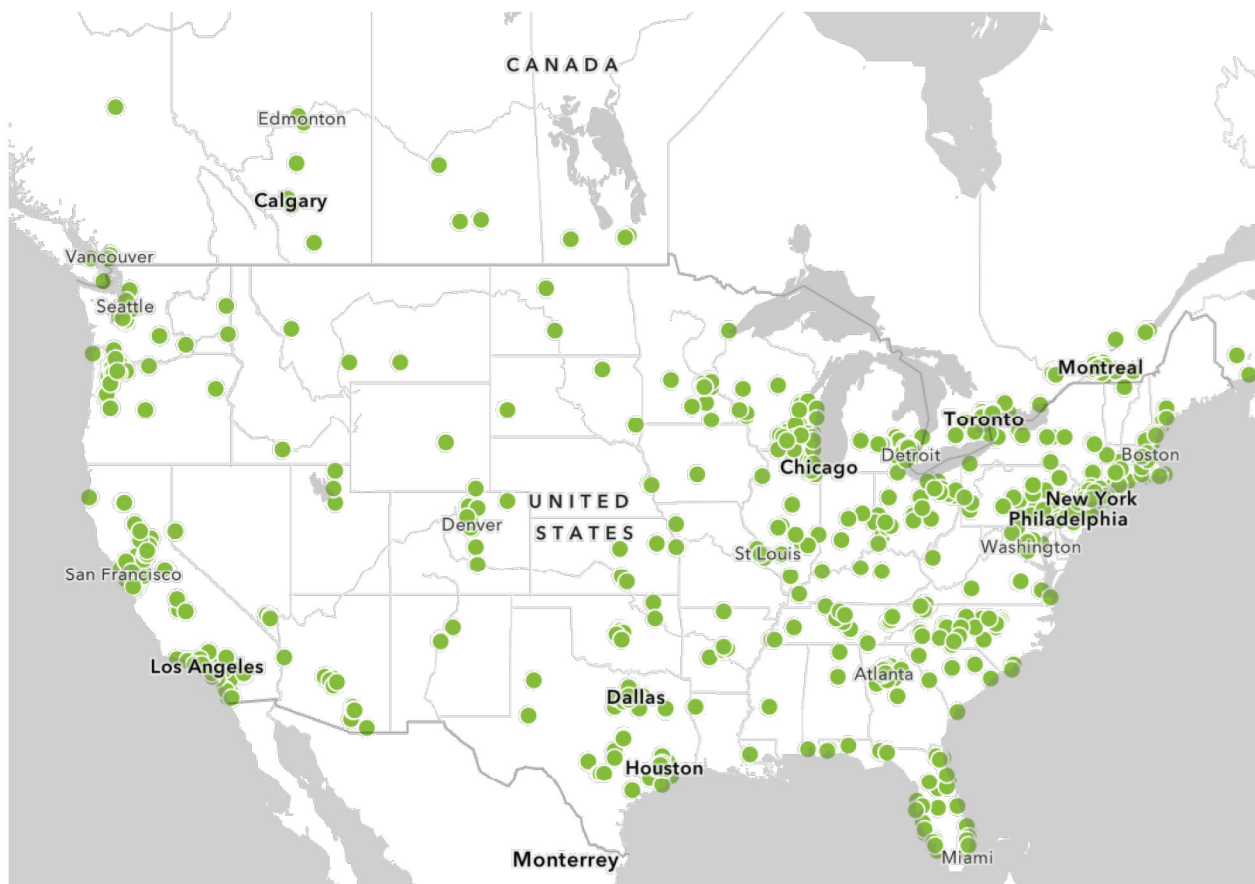 CANADA
Edmonton
Calgary
Vancouver
Seattle
Montreal
Toronto
Boston
Detroit
Chicago
New York
UNITED
STATES
Philadelphia
Denver
Washington
St Louis
San Francisco
Los Angeles
Atlanta
Dallas
Houston
Monterrey
Miami